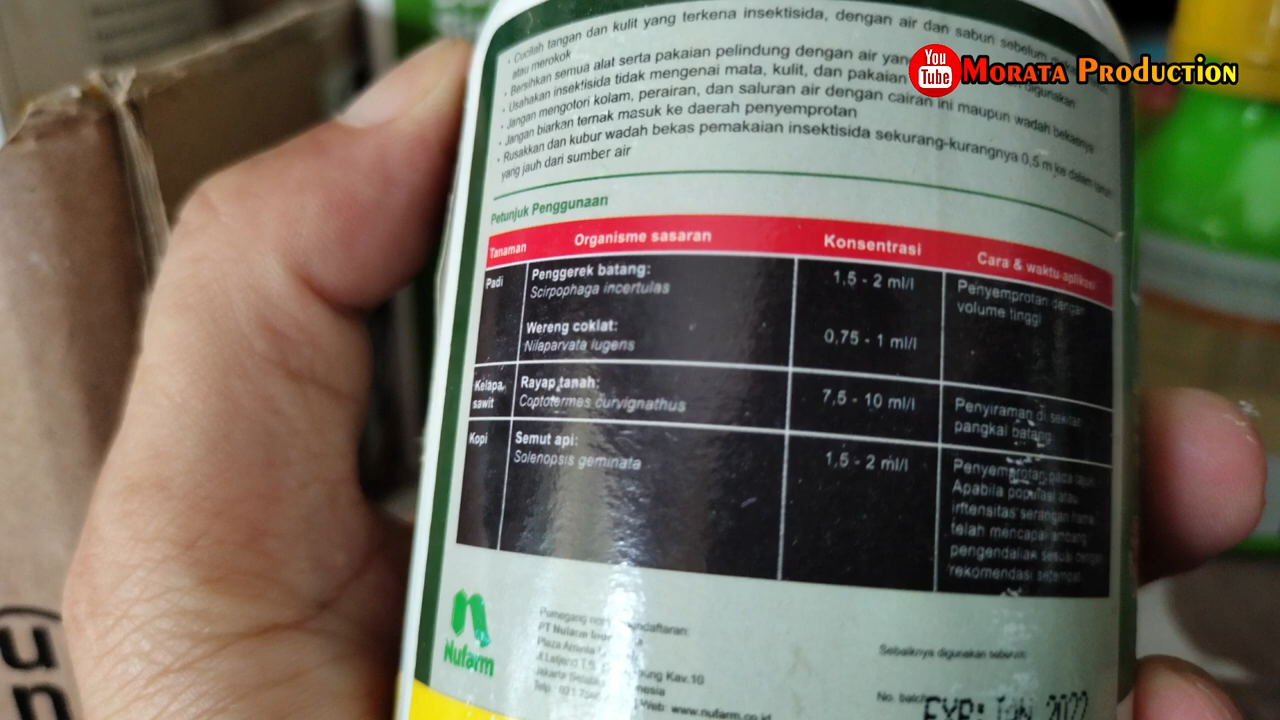 You
Tube
MORATA PRODUCTION
• Cucilah tangan dan kulit yang terkena insektisida, dengan air dan sabun sebelum
atau merokok
• Bersihkan semua alat serta pakaian pelindung dengan air yang digunakan
• Usahakan insektisida tidak mengenai mata, kulit, dan pakaian
• Jangan mengotori kolam, perairan, dan saluran air dengan cairan ini maupun wadah bekasnya
• Jangan biarkan ternak masuk ke daerah penyemprotan
• Rusakkan dan kubur wadah bekas pemakaian insektisida sekurang-kurangnya 0,5 m ke dalam
yang jauh dari sumber air
Petunjuk Penggunaan
Tanaman Organisme sasaran Konsentrasi Cara & waktu aplikasi
Padi Penggerek batang: 1,5 - 2 ml/l Penyemprotan dengan
Scirpophaga incertulas volume tinggi
Wereng coklat: 0,75 - 1 ml/l
Nilaparvata lugens
Kelapa Rayap tanah: 7,5 - 10 ml/l Penyiraman di sekitar
sawit Coptotermes curvignathus pangkal batang
Kopi Semut api: 1,5 - 2 ml/l Penyemprotan pada
Solenopsis geminata Apabila populasi atau
intensitas serangan hama
telah mencapai ambang
pengendalian sesuai dengan
rekomendasi setempat
Nufarm
Pemegang pendaftaran:
PT Nufarm
Plaza
Kav.10
Jakarta
Telp
Web: www.nufarm.co.id
Sebaiknya digunakan sebelum:
No. batch
EXP: JAN 2022
un